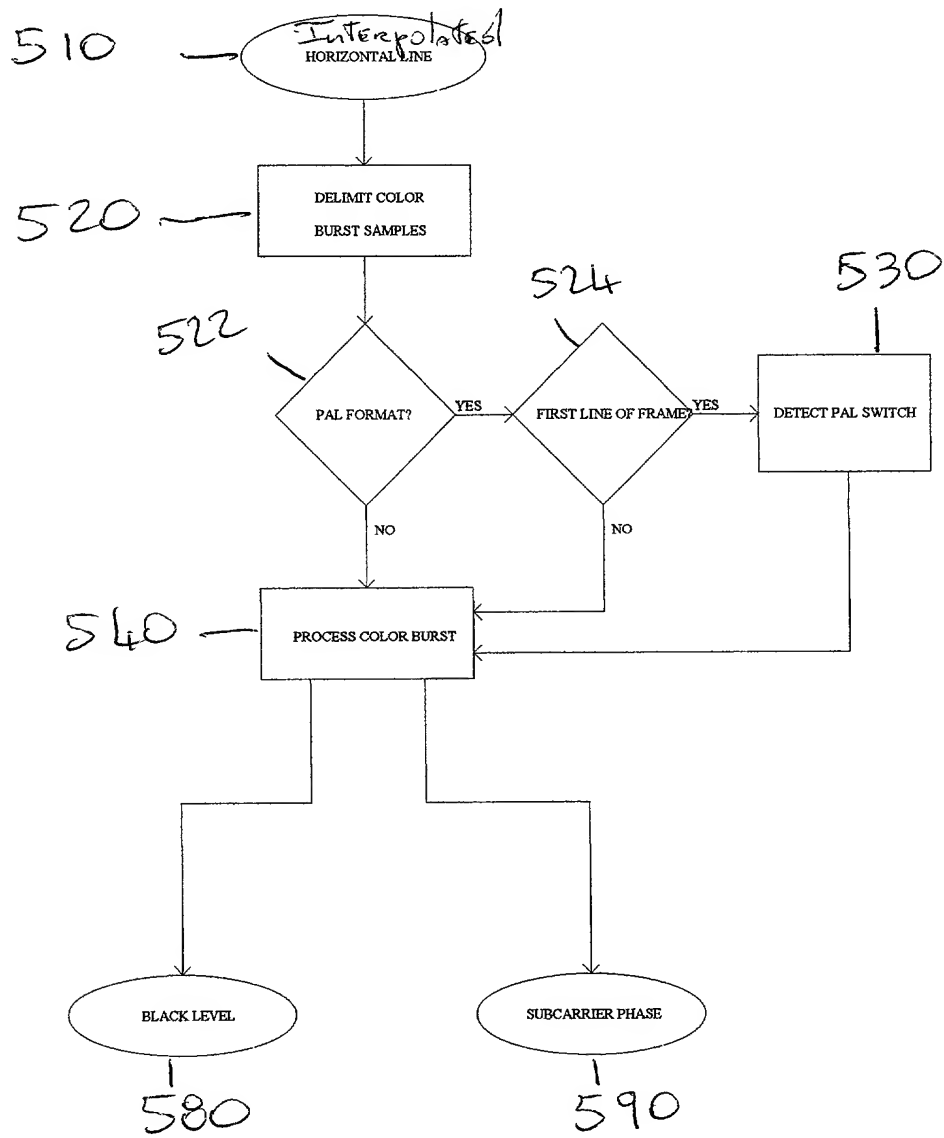 510
Interpolated
HORIZONTAL LINE
520
DELIMIT COLOR
BURST SAMPLES
522
PAL FORMAT?
YES
NO
524
FIRST LINE OF FRAME?
YES
NO
530
DETECT PAL SWITCH
540
PROCESS COLOR BURST
BLACK LEVEL
580
SUBCARRIER PHASE
590